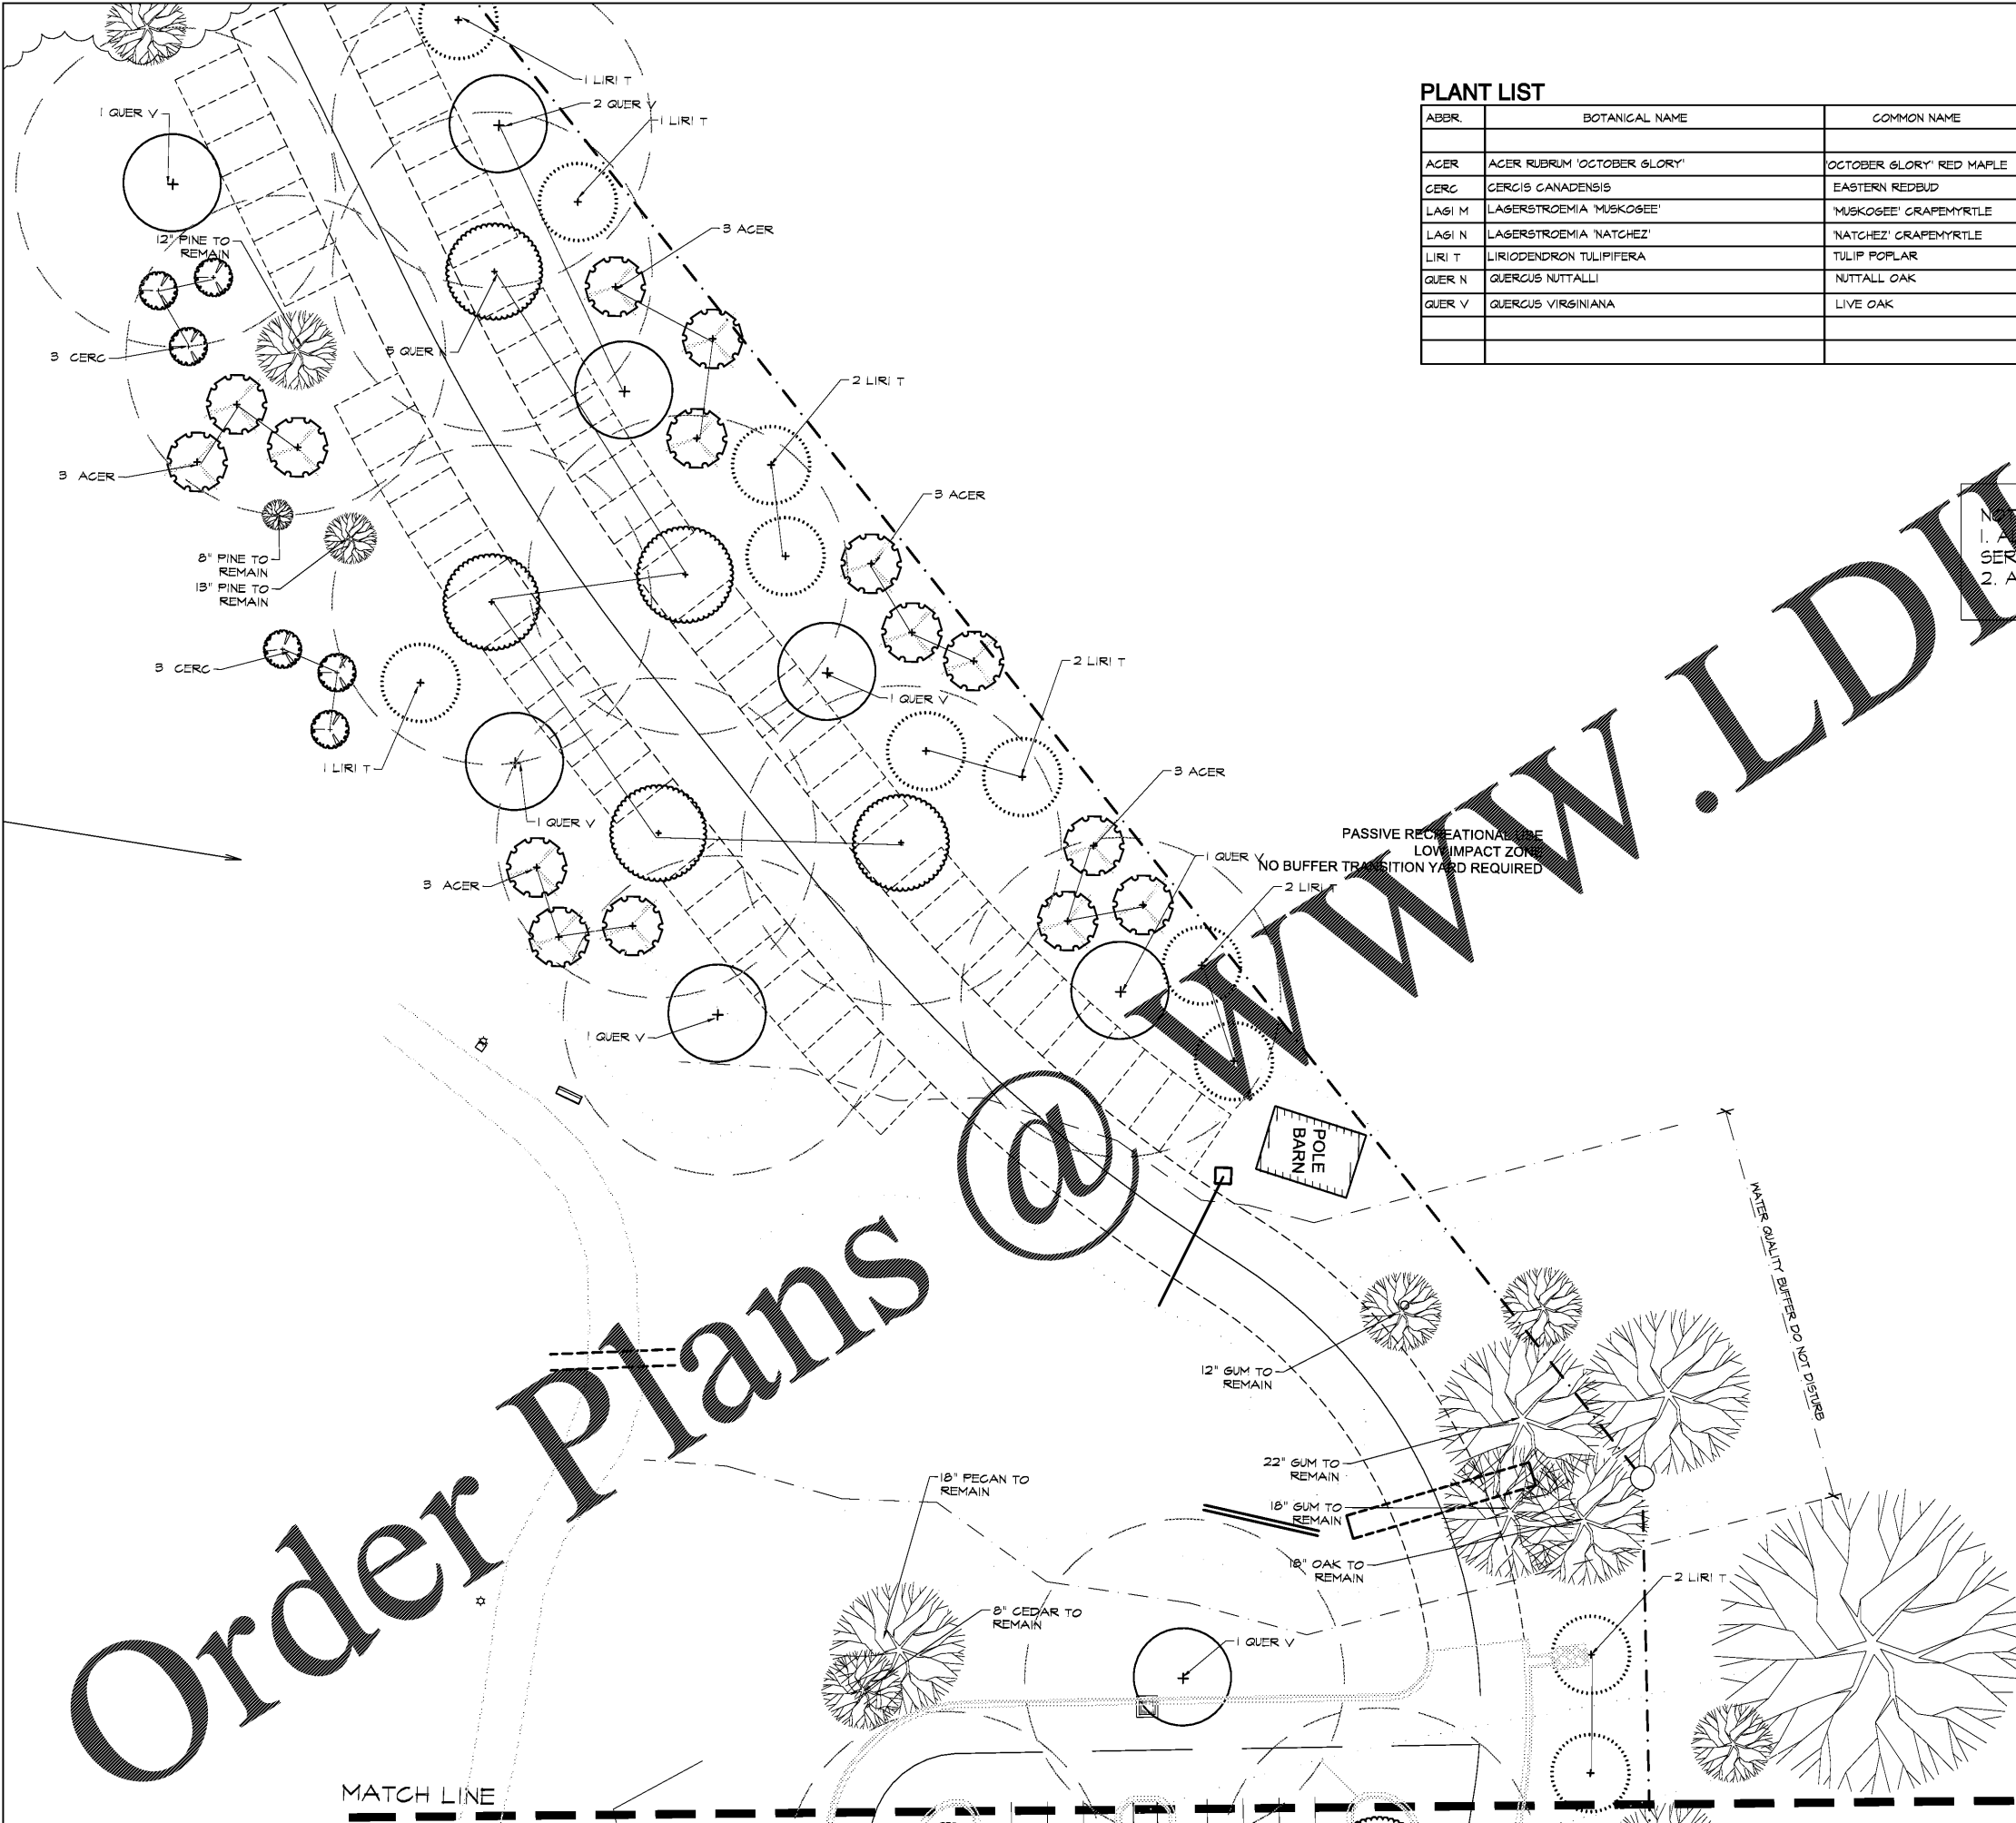 1 LIRI T
2 QUER V
1 LIRI T
1 QUER V
PLANT LIST
ABBR. BOTANICAL NAME COMMON NAME
ACER ACER RUBRUM 'OCTOBER GLORY' 'OCTOBER GLORY' RED MAPLE
CERC CERCIS CANADENSIS EASTERN REDBUD
LAGI M LAGERSTROEMIA 'MUSKOGEE' 'MUSKOGEE' CRAPEMYRTLE
LAGI N LAGERSTROEMIA 'NATCHEZ' 'NATCHEZ' CRAPEMYRTLE
LIRI T LIRIODENDRON TULIPIFERA TULIP POPLAR
QUER N QUERCUS NUTTALLI NUTTALL OAK
QUER V QUERCUS VIRGINIANA LIVE OAK
12" PINE TO
REMAIN
3 ACER
3 CERC
5 QUER N
2 LIRI T
3 ACER
3 ACER
8" PINE TO
REMAIN
13" PINE TO
REMAIN
3 CERC
2 LIRI T
1 QUER V
1 LIRI T
3 ACER
1 QUER V
PASSIVE RECREATIONAL USE
LOW IMPACT ZONE
NO BUFFER TRANSITION YARD REQUIRED
1 QUER V
2 LIRI T
3 ACER
1 QUER V
POLE
BARN
WATER QUALITY BUFFER DO NOT DISTURB
12" GUM TO
REMAIN
22" GUM TO
REMAIN
18" GUM TO
REMAIN
18" OAK TO
REMAIN
18" PECAN TO
REMAIN
8" CEDAR TO
REMAIN
1 QUER V
2 LIRI T
MATCH LINE
Order Plans @ www.LDI